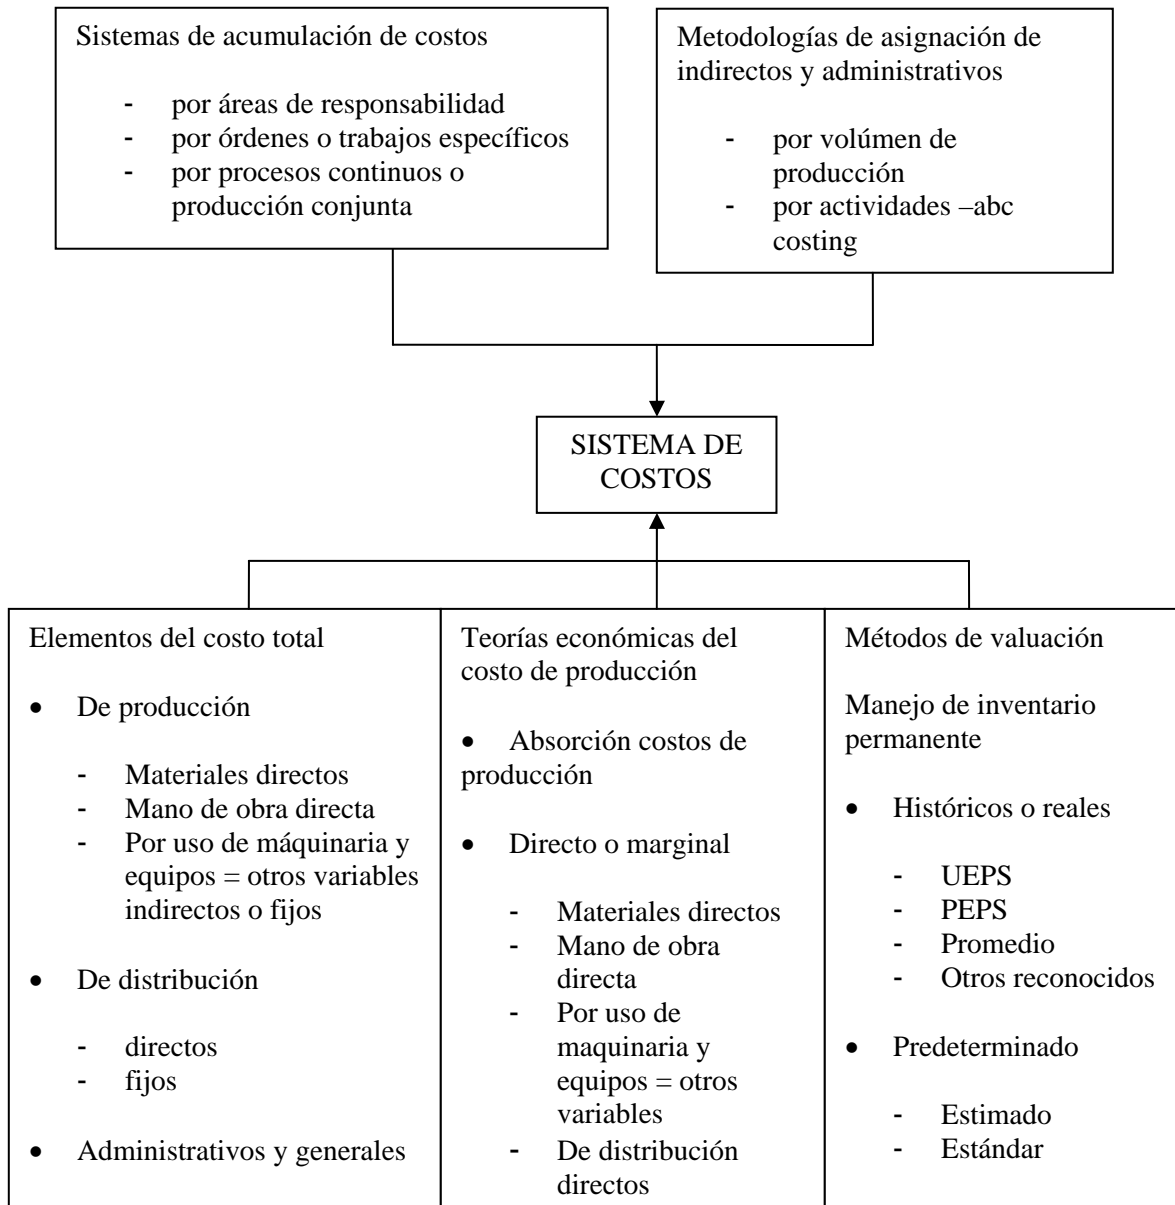 Sistemas de acumulación de costos
- por áreas de responsabilidad
- por órdenes o trabajos específicos
- por procesos continuos o
producción conjunta
Metodologías de asignación de
indirectos y administrativos
- por volúmen de
producción
- por actividades –abc
costing
SISTEMA DE
COSTOS
Elementos del costo total
• De producción
- Materiales directos
- Mano de obra directa
- Por uso de máquinaria y
equipos = otros variables
indirectos o fijos
• De distribución
- directos
- fijos
• Administrativos y generales
Teorías económicas del
costo de producción
• Absorción costos de
producción
• Directo o marginal
- Materiales directos
- Mano de obra
directa
- Por uso de
maquinaria y
equipos = otros
variables
- De distribución
directos
Métodos de valuación
Manejo de inventario
permanente
• Históricos o reales
- UEPS
- PEPS
- Promedio
- Otros reconocidos
• Predeterminado
- Estimado
- Estándar